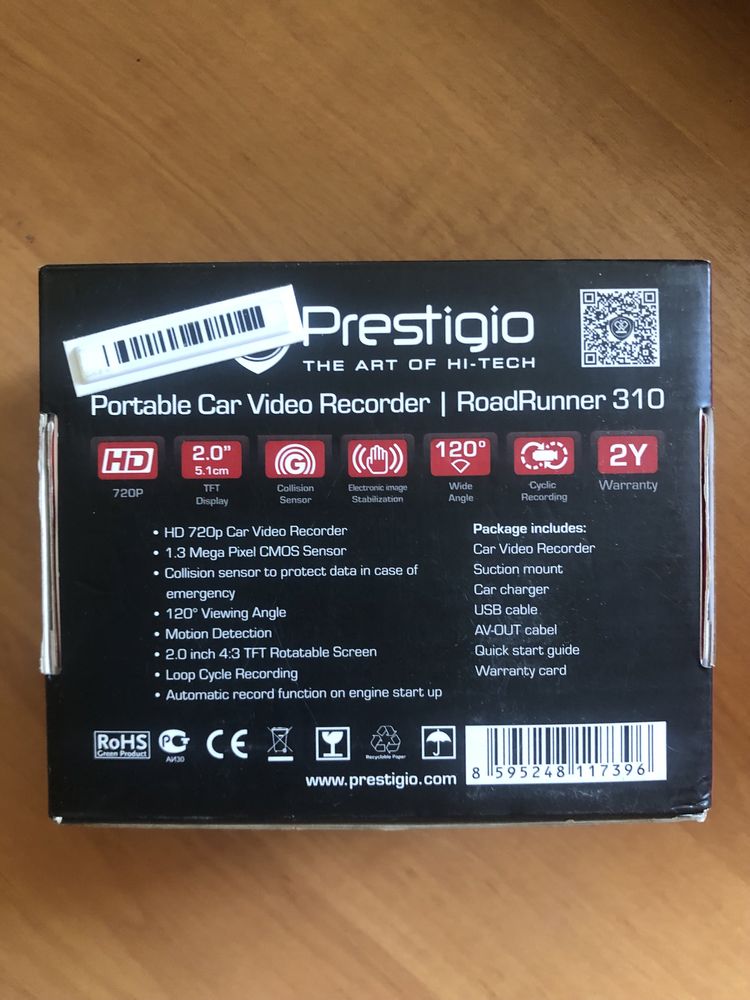 Prestigio
THE ART OF HI-TECH
Portable Car Video Recorder | RoadRunner 310
HD
720P
2.0"
5.1cm
TFT
Display
G
Collision
Sensor
Electronic image
Stabilization
120°
Wide
Angle
Cyclic
Recording
2Y
Warranty
• HD 720p Car Video Recorder
• 1.3 Mega Pixel CMOS Sensor
• Collision sensor to protect data in case of
emergency
• 120° Viewing Angle
• Motion Detection
• 2.0 inch 4:3 TFT Rotatable Screen
• Loop Cycle Recording
• Automatic record function on engine start up
Package includes:
Car Video Recorder
Suction mount
Car charger
USB cable
AV-OUT cabel
Quick start guide
Warranty card
RoHS
Green Product
АИ30
CE
Recyclable Paper
www.prestigio.com
8 595248 117396